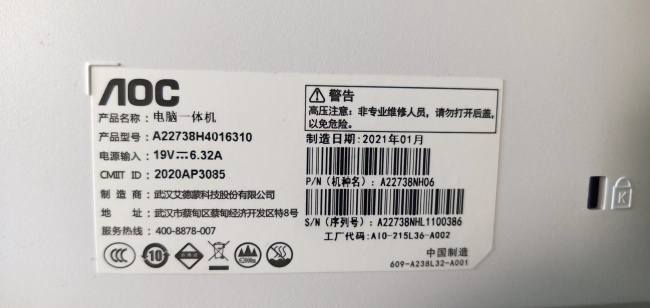 AOC
产品名称：电脑一体机
产品型号：A22738H4016310
电源输入：19V⎓6.32A
CMIIT ID：2020AP3085
制造商：武汉艾德蒙科技股份有限公司
地址：武汉市蔡甸区蔡甸经济开发区特8号
服务热线：400-8878-007
警告
高压注意：非专业维修人员，请勿打开后盖，
以免危险。
制造日期:2021年01月
P/N（机种名）：A22738NH06
S/N（序列号）：A22738NHL1100386
工厂代码:AIO-215L36-A002
中国制造
609-A238L32-A001
CCC
10
K